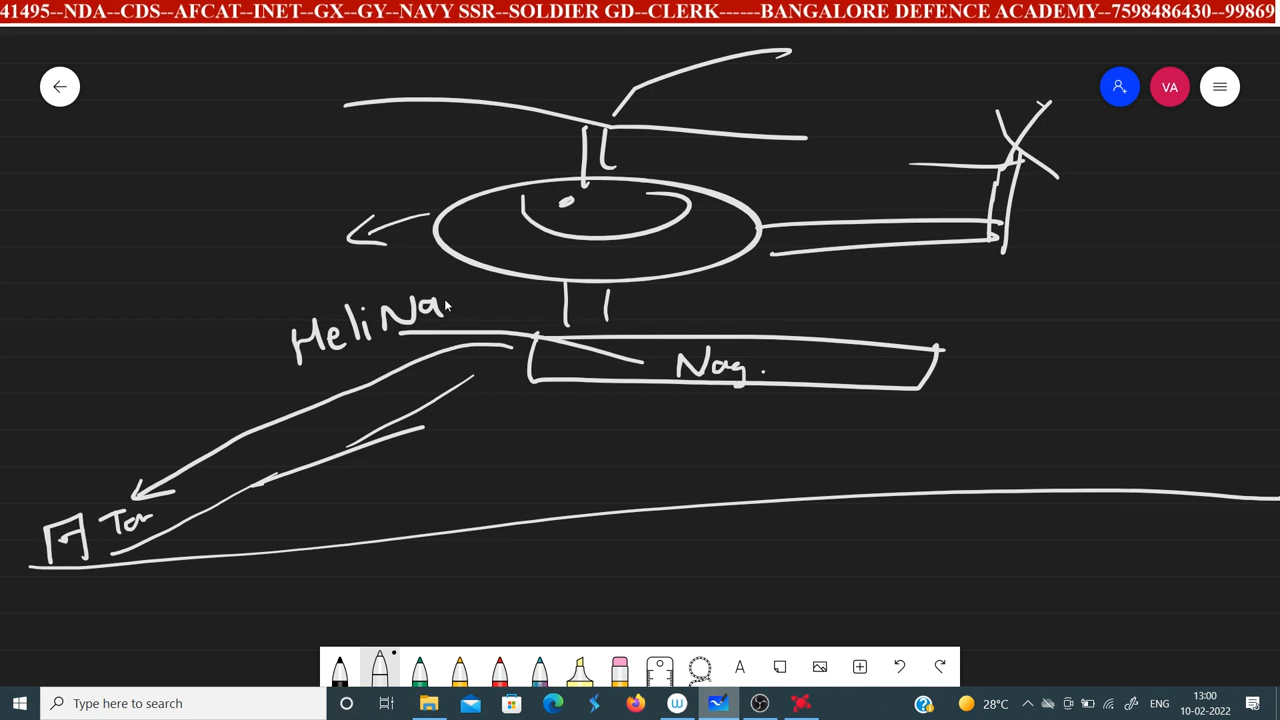 41495--NDA--CDS--AFCAT--INET--GX--GY--NAVY SSR--SOLDIER GD--CLERK------BANGALORE DEFENCE ACADEMY--7598486430--99869
VA
HeliNa
Nag.
Tar
A
Type here to search
28°C
ENG
13:00
10-02-2022